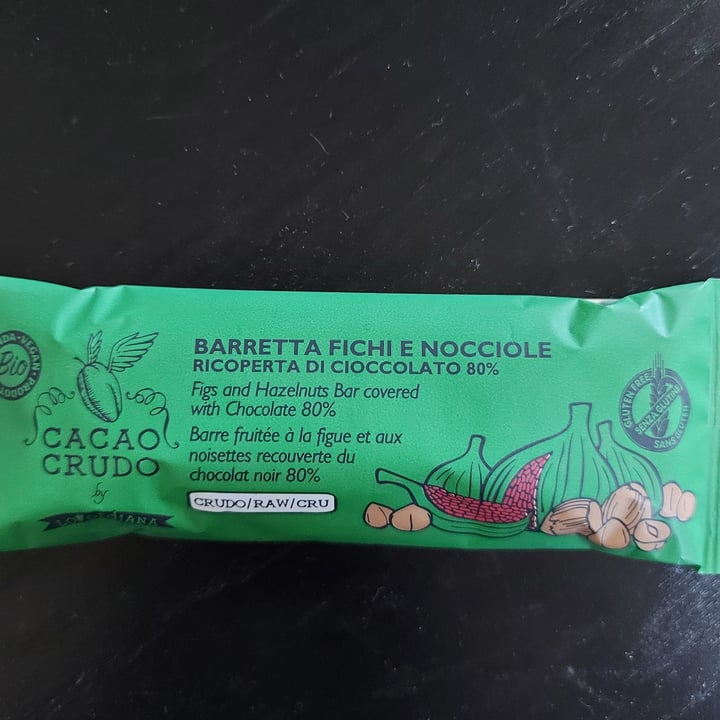 BARRETTA FICHI E NOCCIOLE
RICOPERTA DI CIOCCOLATO 80%
Figs and Hazelnuts Bar covered
with Chocolate 80%
Barre fruitée à la figue et aux
noisettes recouverte du
chocolat noir 80%
CRUDO/RAW/CRU
CACAO
CRUDO
by
Bio
VEGAN
GLUTEN FREE
SENZA GLUTINE
SANS GLUTEN